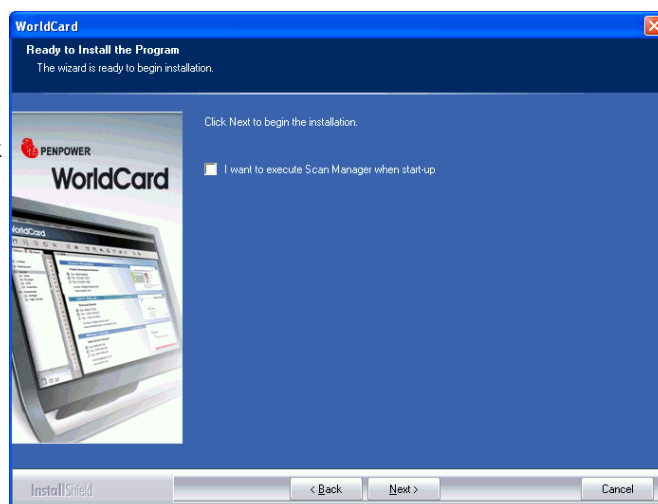 WorldCard
Ready to Install the Program
The wizard is ready to begin installation.
Click Next to begin the installation.
PENPOWER
WorldCard
I want to execute Scan Manager when start-up
WorldCard
InstallShield
< Back
Next >
Cancel